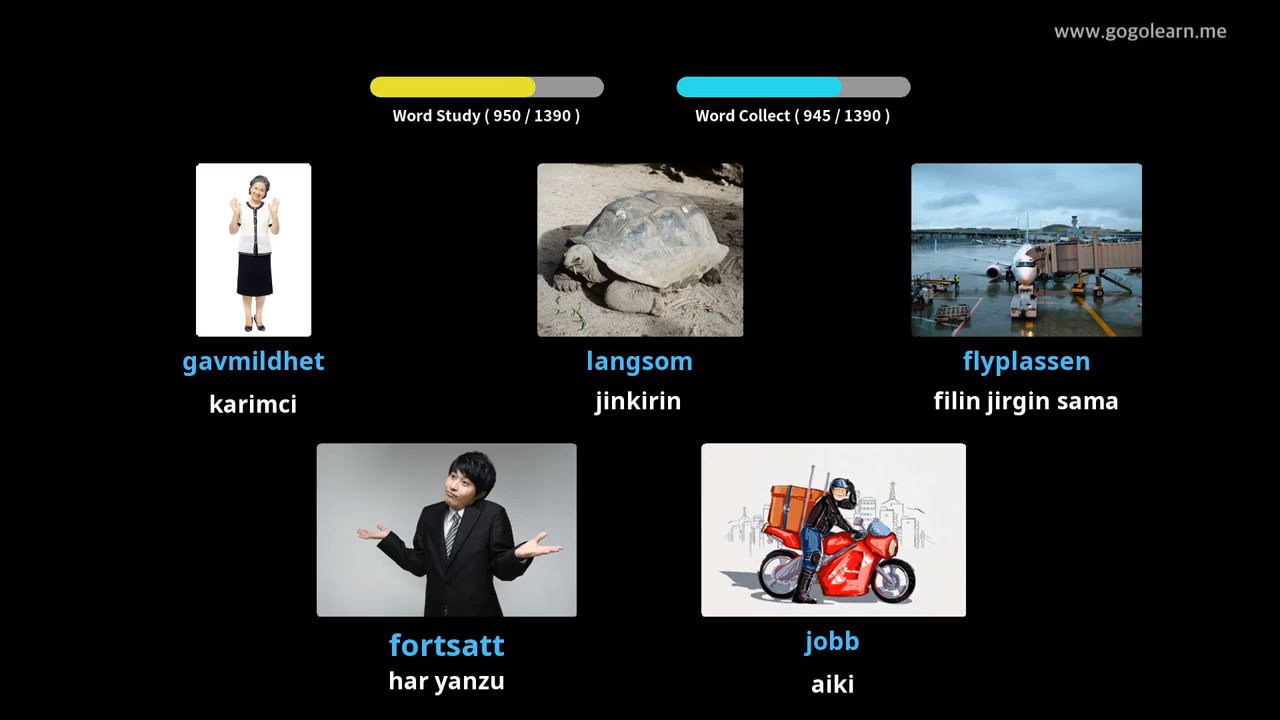 www.gogolearn.me
Word Study ( 950 / 1390 )
Word Collect ( 945 / 1390 )
gavmildhet
karimci
langsom
jinkirin
flyplassen
filin jirgin sama
fortsatt
har yanzu
jobb
aiki